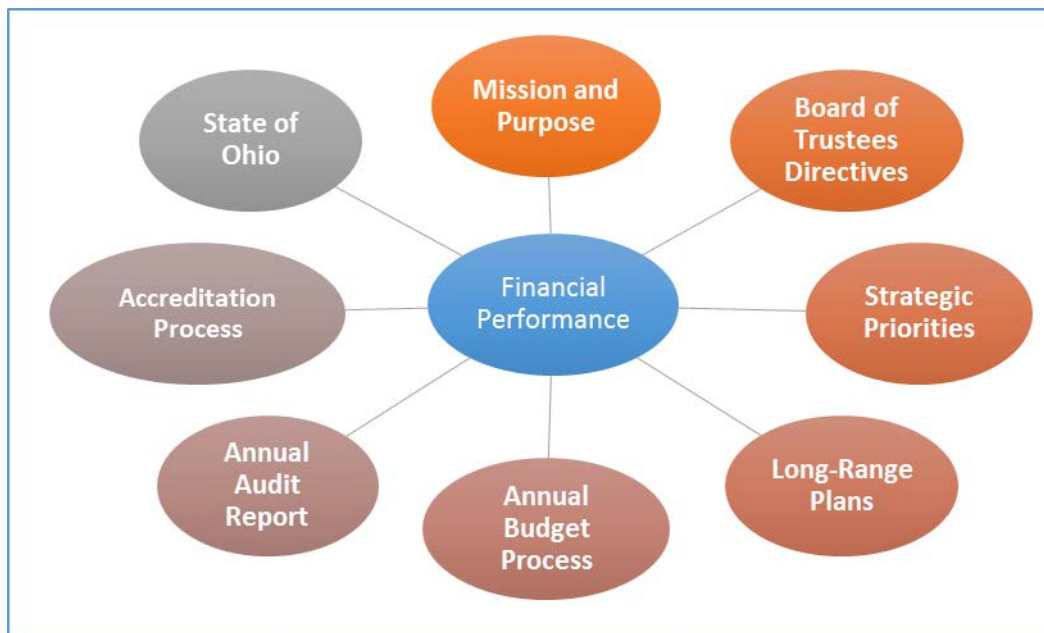 Mission and
Purpose
Board of
Trustees
Directives
Strategic
Priorities
Long-Range
Plans
Annual
Budget
Process
Annual
Audit
Report
Accreditation
Process
State of
Ohio
Financial
Performance